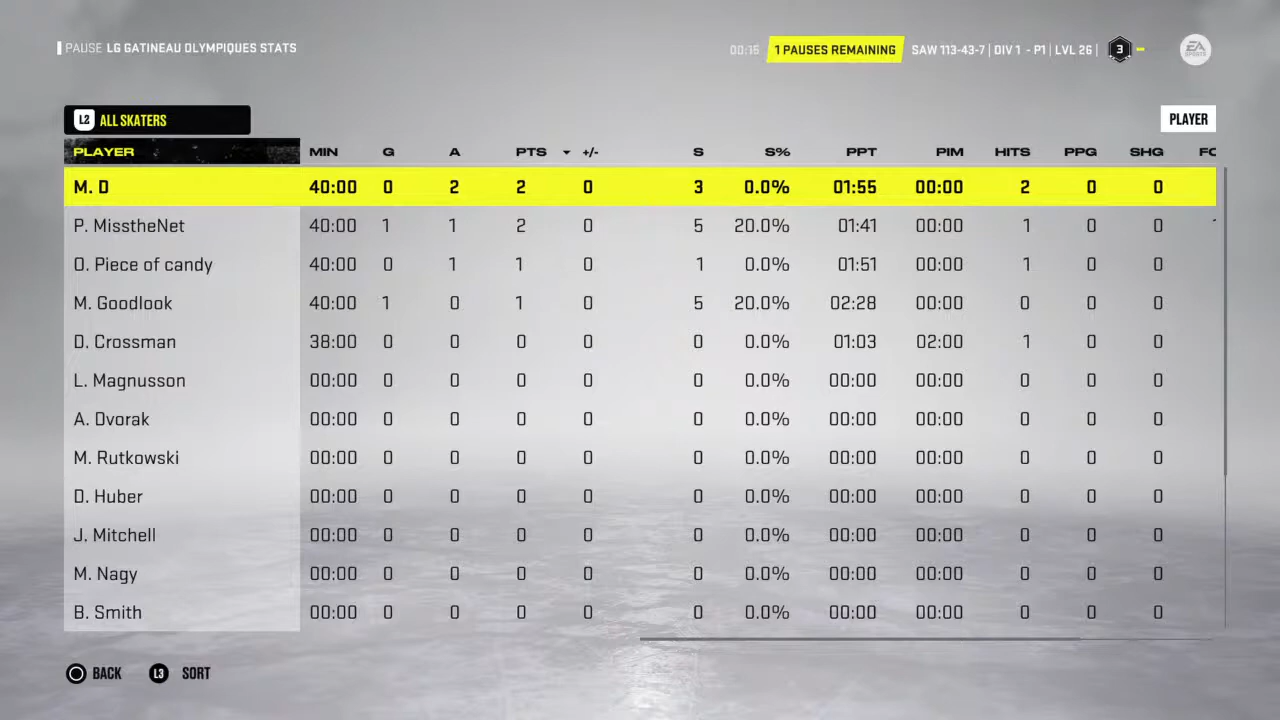 PAUSE LG GATINEAU OLYMPIQUES STATS 00:15 1 PAUSES REMAINING SAW 113-43-7 | DIV 1 - P1 | LVL 26 | 3 EA SPORTS
L2 ALL SKATERS PLAYER
PLAYER MIN G A PTS +/- S S% PPT PIM HITS PPG SHG FO
M. D 40:00 0 2 2 0 3 0.0% 01:55 00:00 2 0 0
P. MisstheNet 40:00 1 1 2 0 5 20.0% 01:41 00:00 1 0 0
O. Piece of candy 40:00 0 1 1 0 1 0.0% 01:51 00:00 1 0 0
M. Goodlook 40:00 1 0 1 0 5 20.0% 02:28 00:00 0 0 0
D. Crossman 38:00 0 0 0 0 0 0.0% 01:03 02:00 1 0 0
L. Magnusson 00:00 0 0 0 0 0 0.0% 00:00 00:00 0 0 0
A. Dvorak 00:00 0 0 0 0 0 0.0% 00:00 00:00 0 0 0
M. Rutkowski 00:00 0 0 0 0 0 0.0% 00:00 00:00 0 0 0
D. Huber 00:00 0 0 0 0 0 0.0% 00:00 00:00 0 0 0
J. Mitchell 00:00 0 0 0 0 0 0.0% 00:00 00:00 0 0 0
M. Nagy 00:00 0 0 0 0 0 0.0% 00:00 00:00 0 0 0
B. Smith 00:00 0 0 0 0 0 0.0% 00:00 00:00 0 0 0
BACK L3 SORT